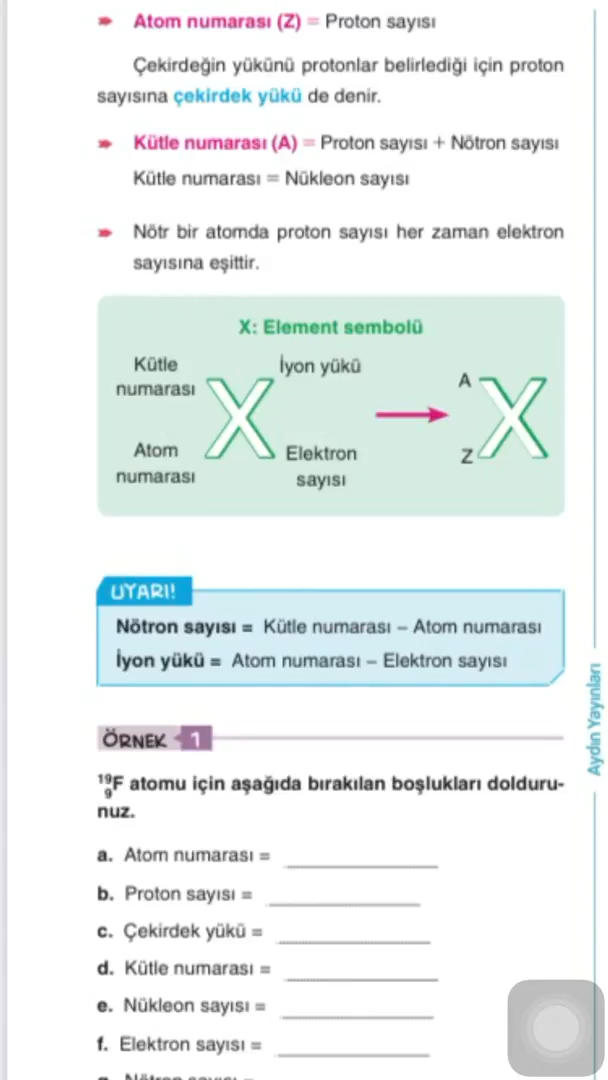 Atom numarası (Z) = Proton sayısı
Çekirdeğin yükünü protonlar belirlediği için proton
sayısına çekirdek yükü de denir.
Kütle numarası (A) = Proton sayısı + Nötron sayısı
Kütle numarası = Nükleon sayısı
Nötr bir atomda proton sayısı her zaman elektron
sayısına eşittir.
X: Element sembolü
Kütle
numarası
İyon yükü
X
Atom
numarası
Elektron
sayısı
A
X
Z
UYARI!
Nötron sayısı = Kütle numarası – Atom numarası
İyon yükü = Atom numarası – Elektron sayısı
Aydın Yayınları
ÖRNEK 1
¹⁹₉F atomu için aşağıda bırakılan boşlukları dolduru-
nuz.
a. Atom numarası =
b. Proton sayısı =
c. Çekirdek yükü =
d. Kütle numarası =
e. Nükleon sayısı =
f. Elektron sayısı =
g. Nötron sayısı =